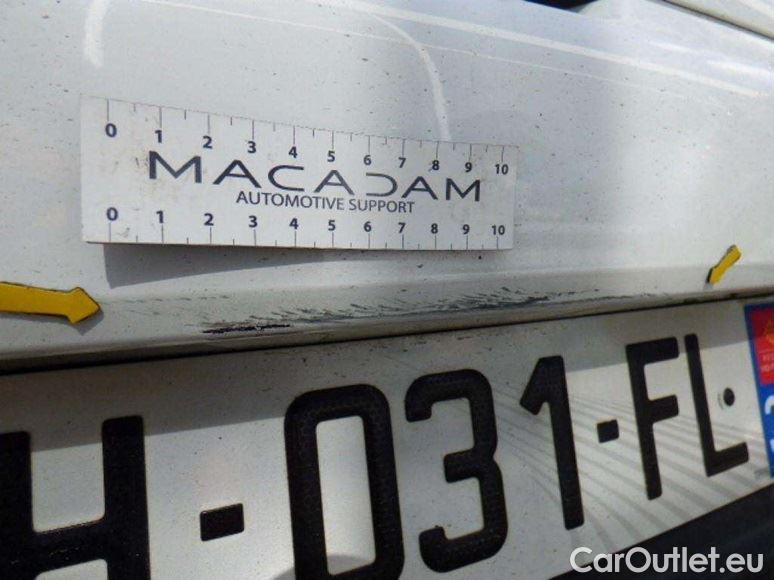 0 1 2 3 4 5 6 7 8 9 10
MACADAM
AUTOMOTIVE SUPPORT
0 1 2 3 4 5 6 7 8 9 10
H-031-FL
CarOutlet.eu